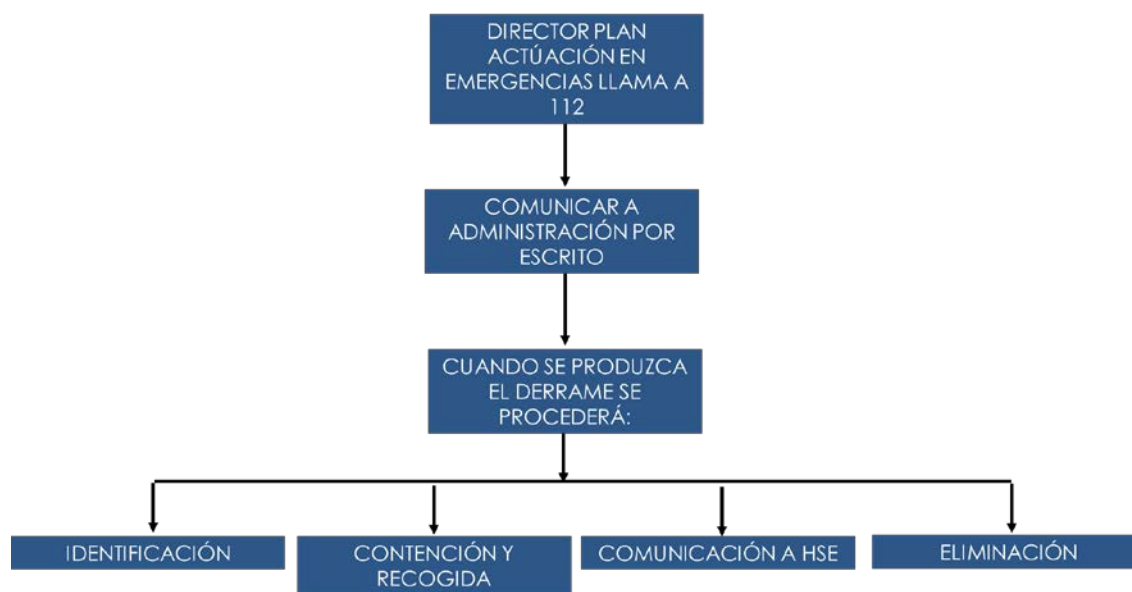 DIRECTOR PLAN
ACTÚACIÓN EN
EMERGENCIAS LLAMA A
112
COMUNICAR A
ADMINISTRACIÓN POR
ESCRITO
CUANDO SE PRODUZCA
EL DERRAME SE
PROCEDERÁ:
IDENTIFICACIÓN
CONTENCIÓN Y
RECOGIDA
COMUNICACIÓN A HSE
ELIMINACIÓN